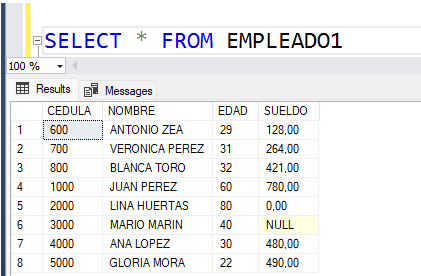 SELECT * FROM EMPLEADO1
100 %
Results Messages
CEDULA NOMBRE EDAD SUELDO
1 600 ANTONIO ZEA 29 128,00
2 700 VERONICA PEREZ 31 264,00
3 800 BLANCA TORO 32 421,00
4 1000 JUAN PEREZ 60 780,00
5 2000 LINA HUERTAS 80 0,00
6 3000 MARIO MARIN 40 NULL
7 4000 ANA LOPEZ 30 480,00
8 5000 GLORIA MORA 22 490,00